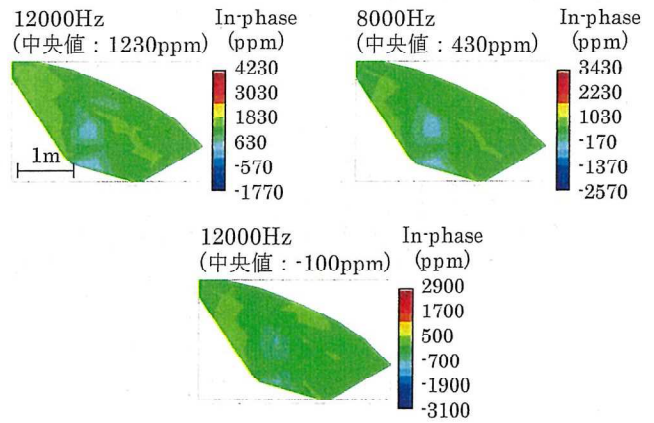 12000Hz
(中央値：1230ppm)
In-phase
(ppm)
4230
3030
1830
630
-570
-1770
1m
8000Hz
(中央値：430ppm)
In-phase
(ppm)
3430
2230
1030
-170
-1370
-2570
12000Hz
(中央値：-100ppm)
In-phase
(ppm)
2900
1700
500
-700
-1900
-3100